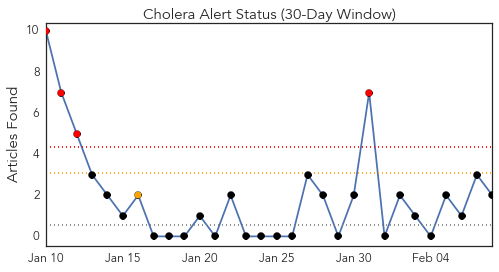 Cholera Alert Status (30-Day Window)
Articles Found
10
8
6
4
2
0
Jan 10
Jan 15
Jan 20
Jan 25
Jan 30
Feb 04